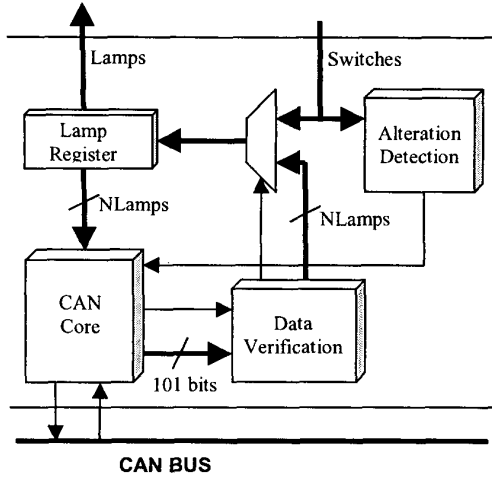 Lamps
Switches
Lamp
Register
Alteration
Detection
NLamps
NLamps
CAN
Core
Data
Verification
101 bits
CAN BUS